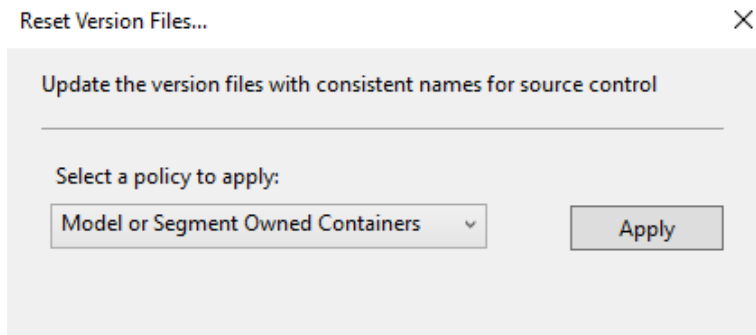 Reset Version Files...
Update the version files with consistent names for source control
Select a policy to apply:
Model or Segment Owned Containers
Apply